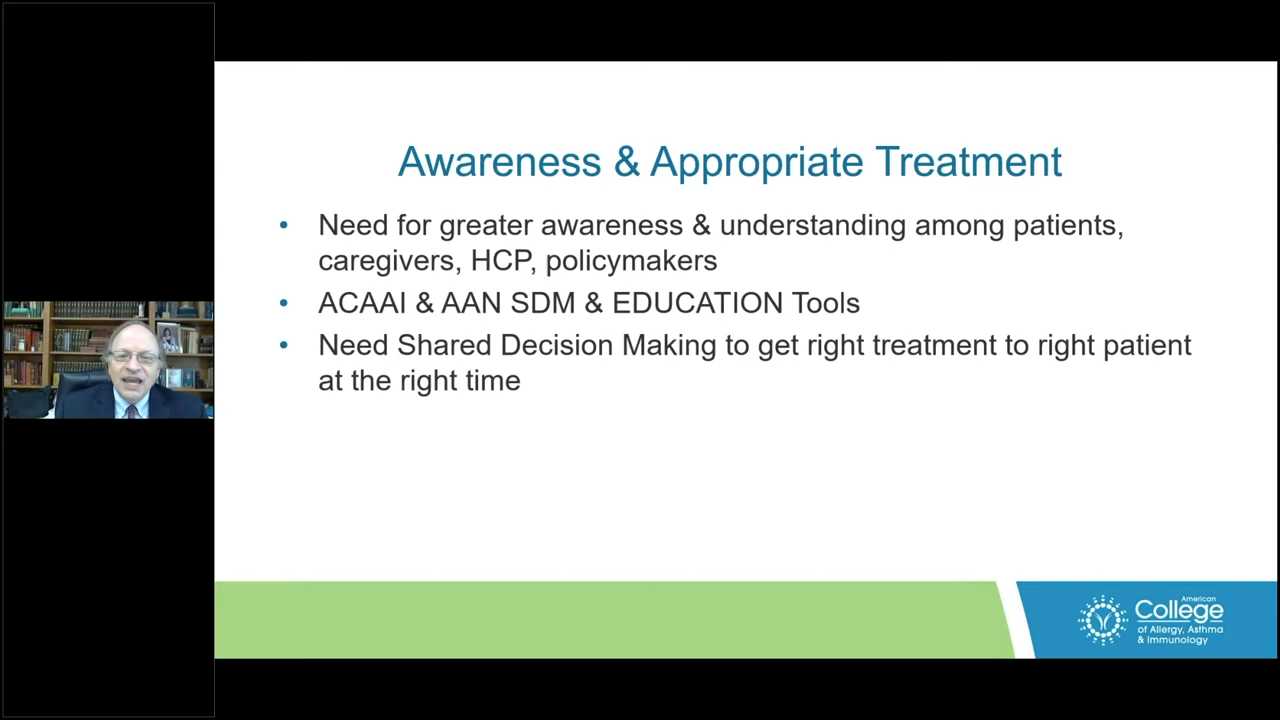 Awareness & Appropriate Treatment
• Need for greater awareness & understanding among patients,
caregivers, HCP, policymakers
• ACAAI & AAN SDM & EDUCATION Tools
• Need Shared Decision Making to get right treatment to right patient
at the right time
American
College
of Allergy, Asthma
& Immunology